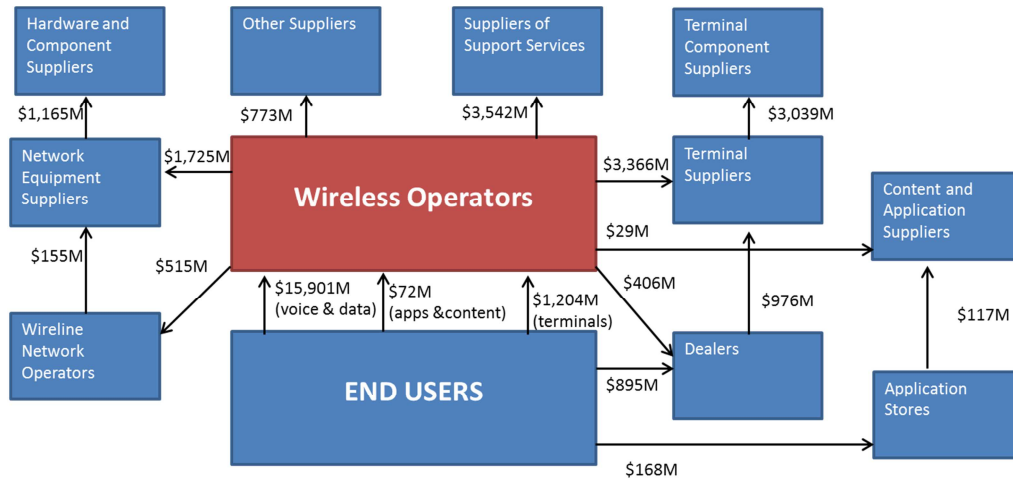 Hardware and
Component
Suppliers
Other Suppliers
Suppliers of
Support Services
Terminal
Component
Suppliers
$1,165M
$773M
$3,542M
$3,039M
Network
Equipment
Suppliers
$1,725M
Wireless Operators
$3,366M
Terminal
Suppliers
Content and
Application
Suppliers
$29M
$155M
$515M
$15,901M
(voice & data)
$72M
(apps &content)
$1,204M
(terminals)
$406M
$976M
$117M
Wireline
Network
Operators
END USERS
$895M
Dealers
Application
Stores
$168M